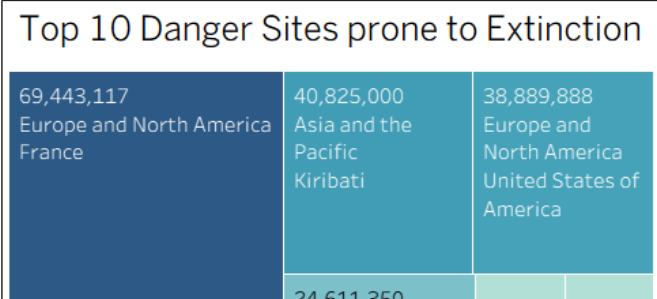 Top 10 Danger Sites prone to Extinction
69,443,117
Europe and North America
France
40,825,000
Asia and the
Pacific
Kiribati
38,889,888
Europe and
North America
United States of
America